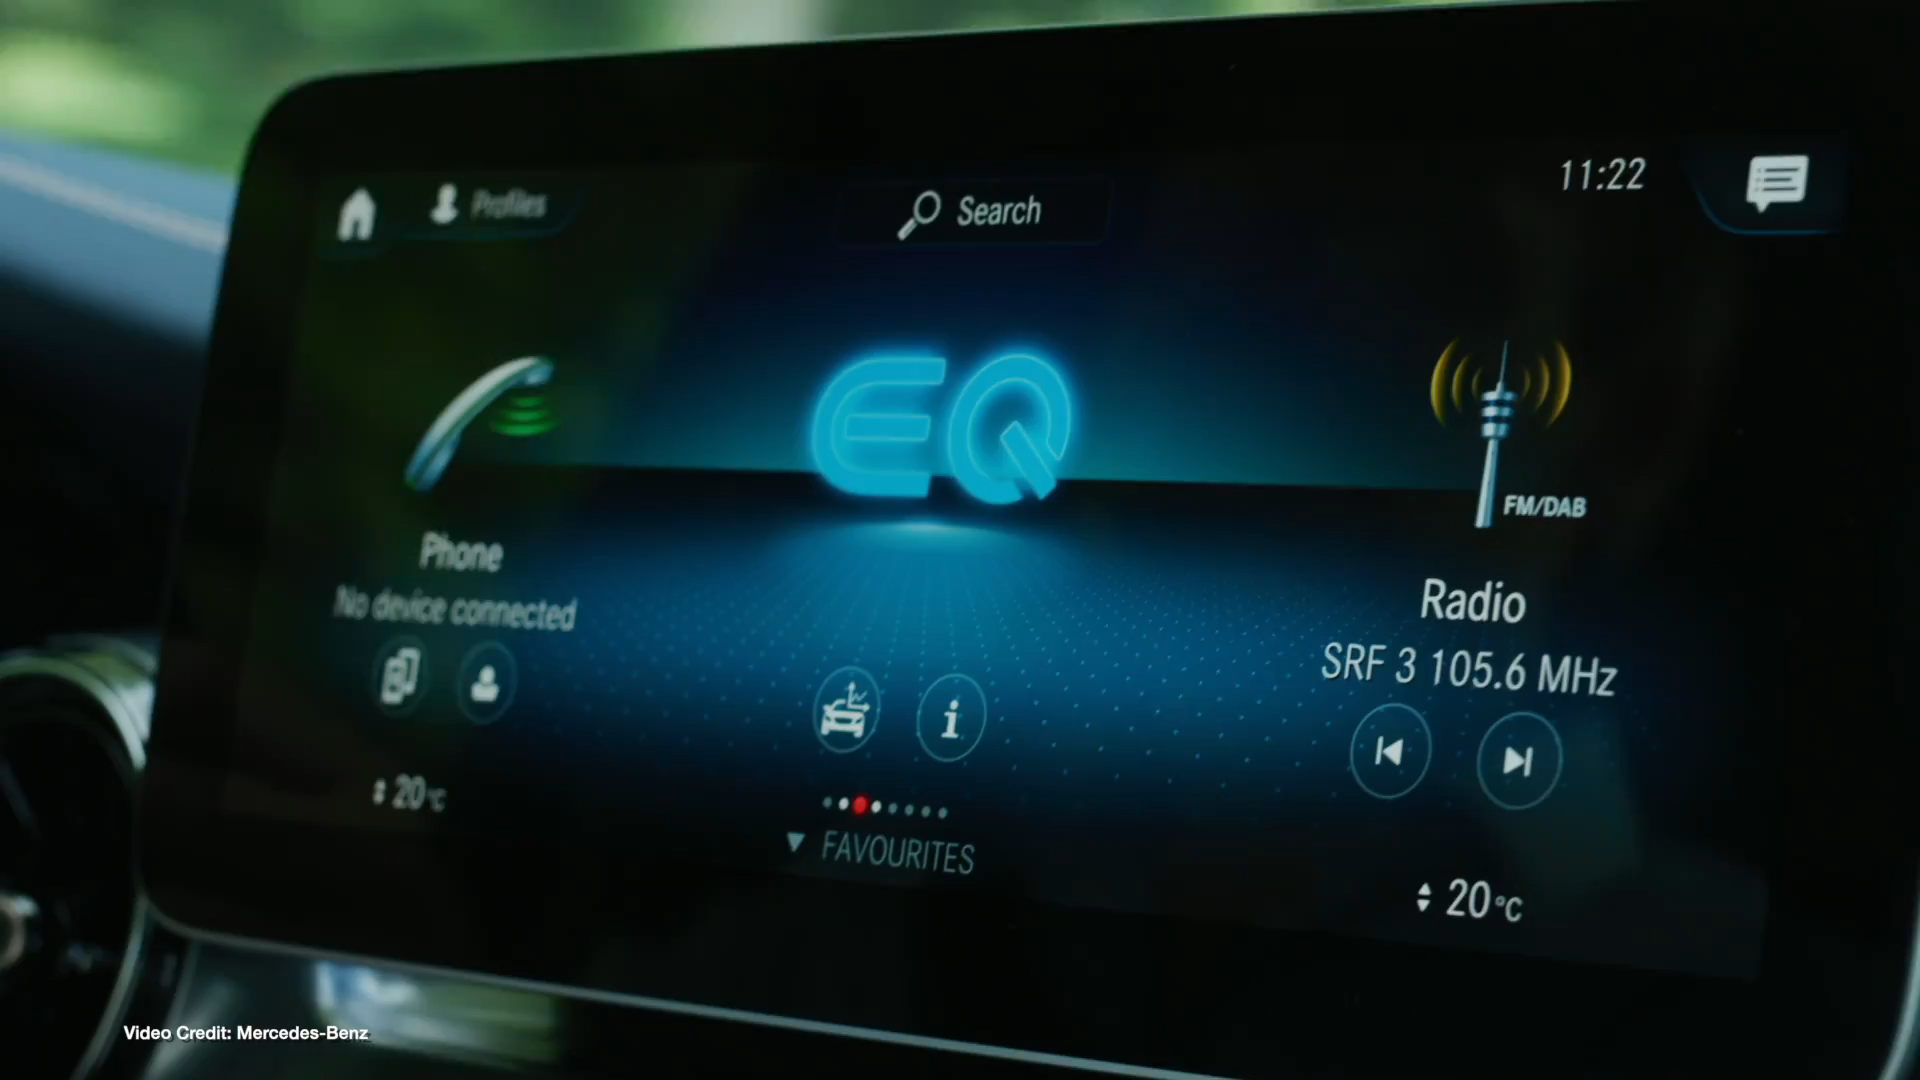 Profiles
Search
11:22
EQ
FM/DAB
Phone
No device connected
Radio
SRF 3 105.6 MHz
20°C
FAVOURITES
20°C
Video Credit: Mercedes-Benz